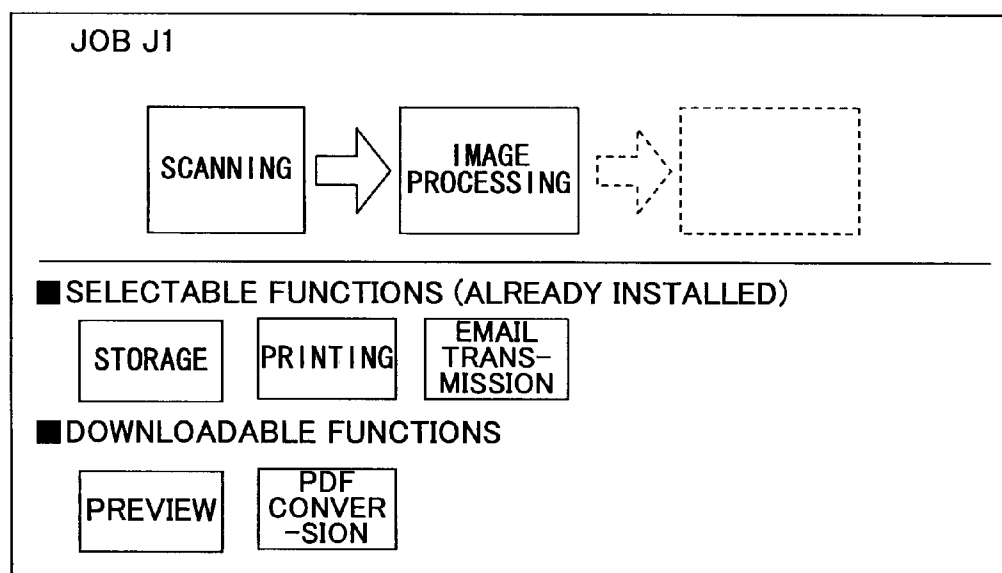 JOB J1
SCANNING
IMAGE
PROCESSING
■SELECTABLE FUNCTIONS (ALREADY INSTALLED)
STORAGE
PRINTING
EMAIL
TRANS-
MISSION
■DOWNLOADABLE FUNCTIONS
PREVIEW
PDF
CONVER
-SION